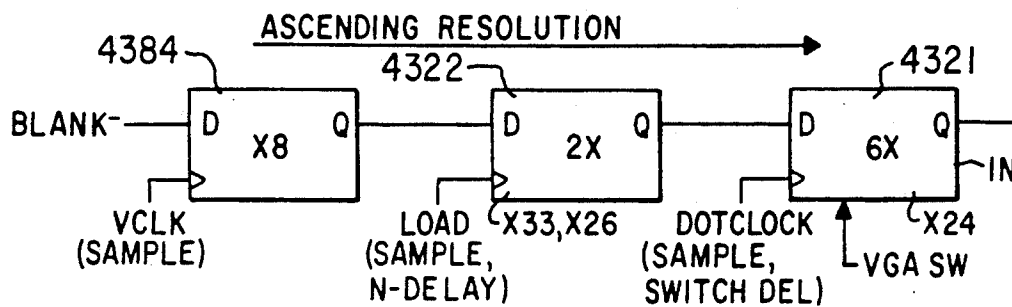 ASCENDING RESOLUTION
4384
4322
4321
BLANK-
D Q
X8
D Q
2X
D Q
6X
IN
VCLK
(SAMPLE)
LOAD
(SAMPLE,
N-DELAY)
X33, X26
DOTCLOCK
(SAMPLE,
SWITCH DEL)
X24
VGA SW